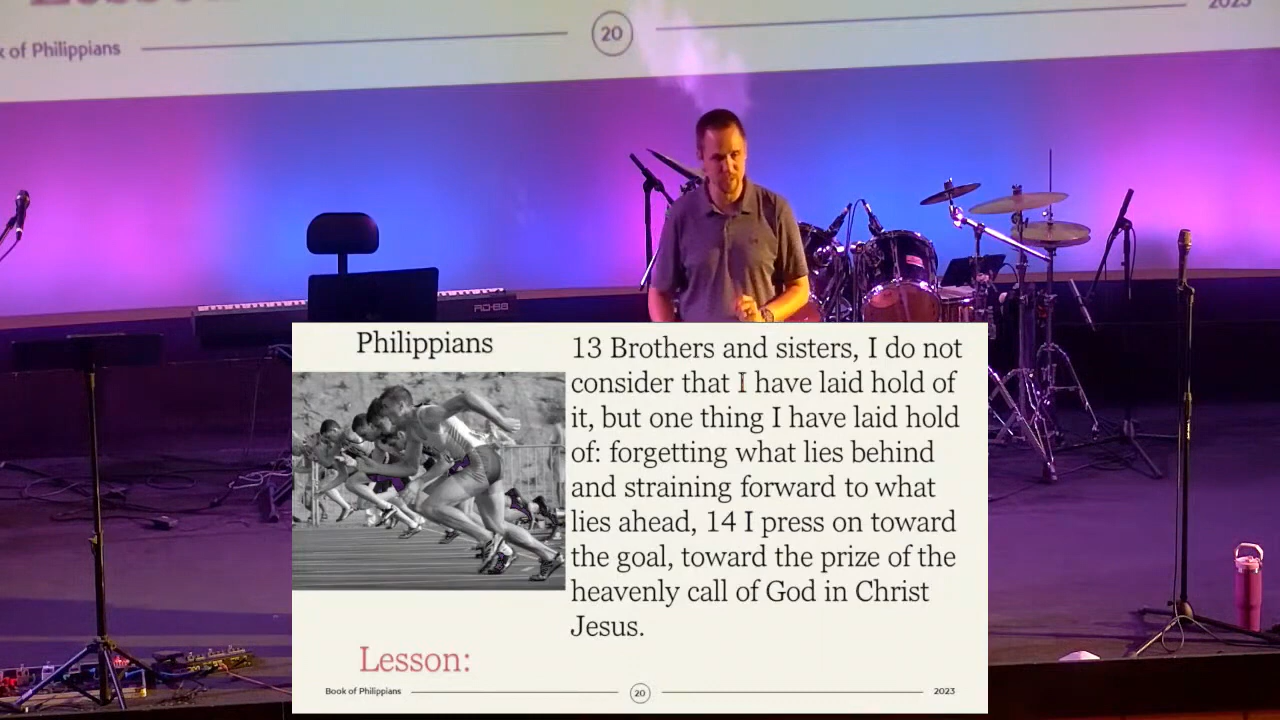 k of Philippians
20
2023
RD-88
Philippians
13 Brothers and sisters, I do not
consider that I have laid hold of
it, but one thing I have laid hold
of: forgetting what lies behind
and straining forward to what
lies ahead, 14 I press on toward
the goal, toward the prize of the
heavenly call of God in Christ
Jesus.
Lesson:
Book of Philippians
20
2023